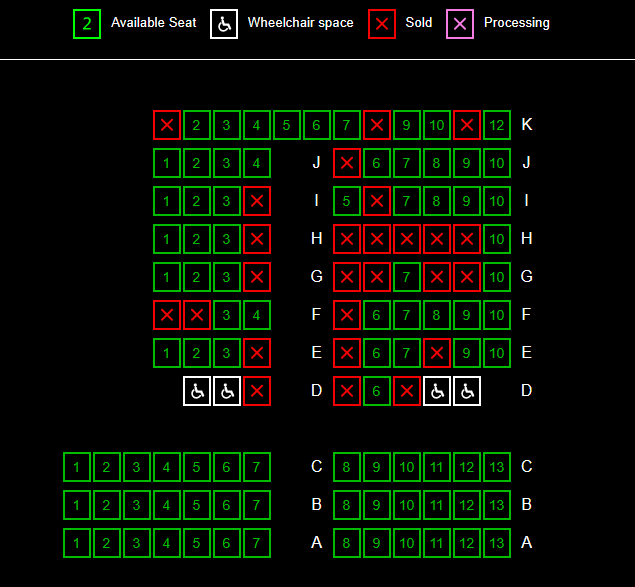 2 Available Seat Wheelchair space Sold Processing
2 3 4 5 6 7 9 10 12 K
1 2 3 4 J 6 7 8 9 10 J
1 2 3 I 5 7 8 9 10 I
1 2 3 H 10 H
1 2 3 G 7 10 G
3 4 F 6 7 8 9 10 F
1 2 3 E 6 7 9 10 E
D 6 D
1 2 3 4 5 6 7 C 8 9 10 11 12 13 C
1 2 3 4 5 6 7 B 8 9 10 11 12 13 B
1 2 3 4 5 6 7 A 8 9 10 11 12 13 A